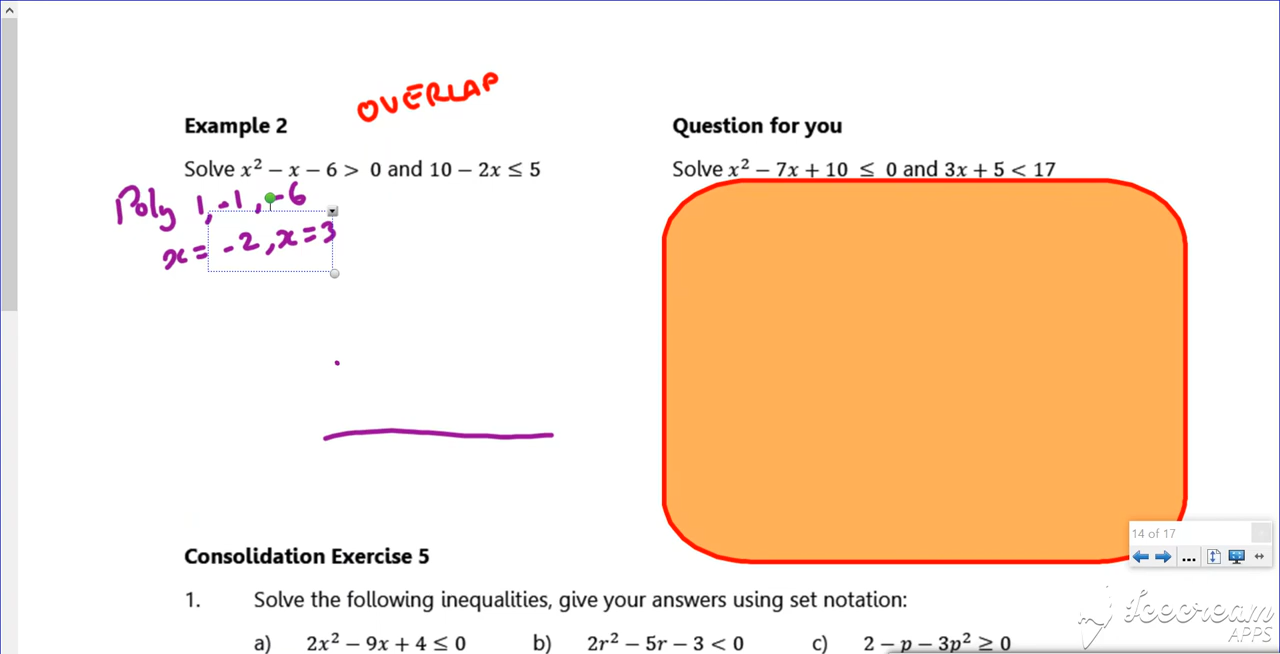 OVERLAP
Example 2
Solve x² − x − 6 > 0 and 10 − 2x ≤ 5
Poly 1, -1, -6
x = -2, x = 3
Question for you
Solve x² − 7x + 10 ≤ 0 and 3x + 5 < 17
14 of 17
Consolidation Exercise 5
1. Solve the following inequalities, give your answers using set notation:
a) 2x² − 9x + 4 ≤ 0 b) 2r² − 5r − 3 < 0 c) 2 − p − 3p² ≥ 0
Icecream
APPS